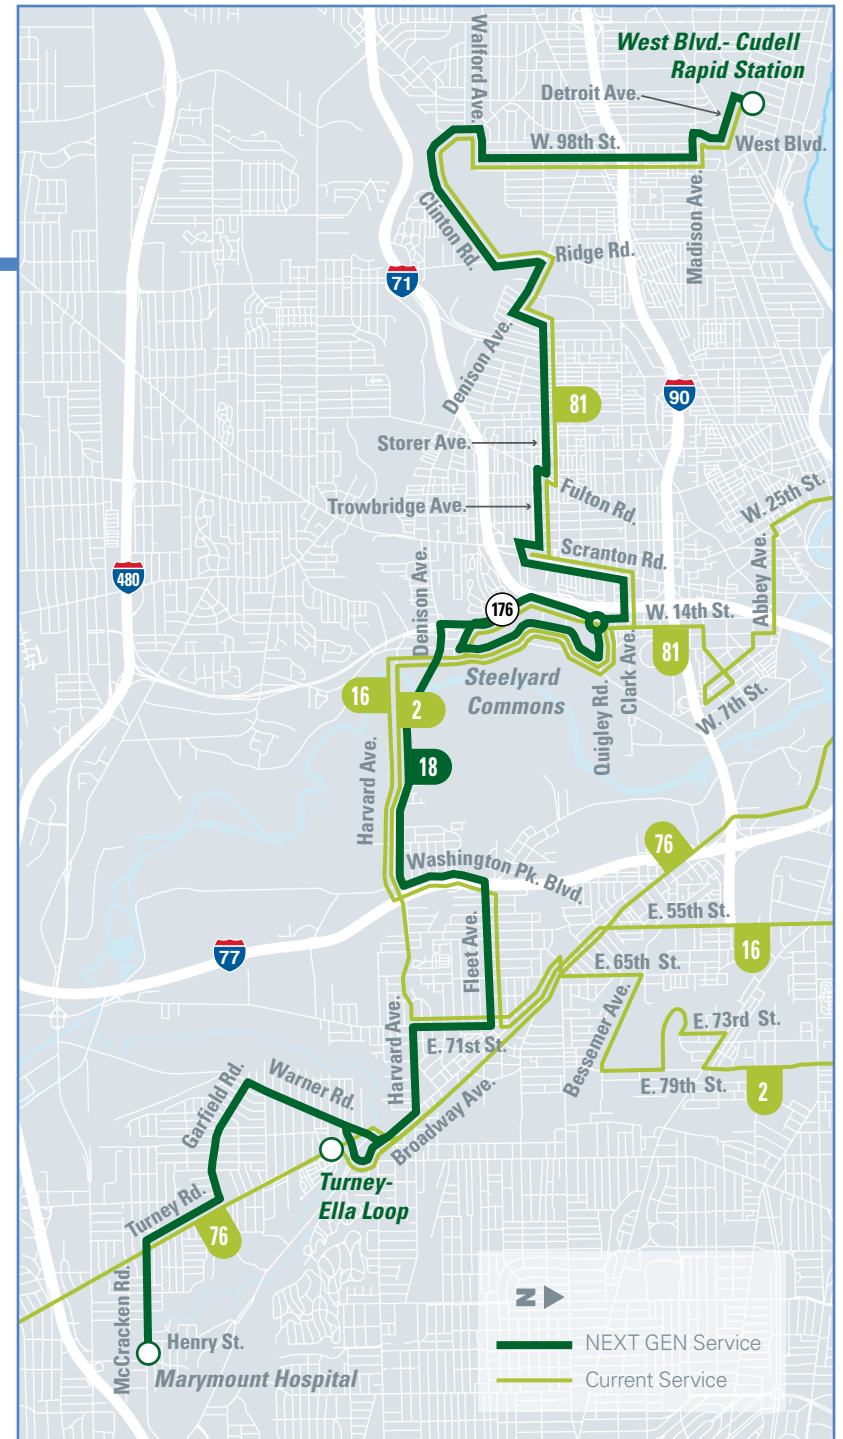 West Blvd.- Cudell
Rapid Station
Detroit Ave.
Walford Ave.
W. 98th St.
West Blvd.
Madison Ave.
Clinton Rd.
Ridge Rd.
71
Denison Ave.
90
81
Storer Ave.
Trowbridge Ave.
Fulton Rd.
W. 25th St.
Scranton Rd.
Abbey Ave.
480
Denison Ave.
176
W. 14th St.
81
Clark Ave.
Steelyard
Commons
16
2
W. 7th St.
Quigley Rd.
Harvard Ave.
18
76
Washington Pk. Blvd.
E. 55th St.
Fleet Ave.
16
77
E. 65th St.
Bessemer Ave.
E. 73rd St.
Harvard Ave.
E. 71st St.
E. 79th St.
2
Garfield Rd.
Warner Rd.
Broadway Ave.
Turney-
Ella Loop
Turney Rd.
76
McCracken Rd.
Henry St.
Marymount Hospital
N
NEXT GEN Service
Current Service